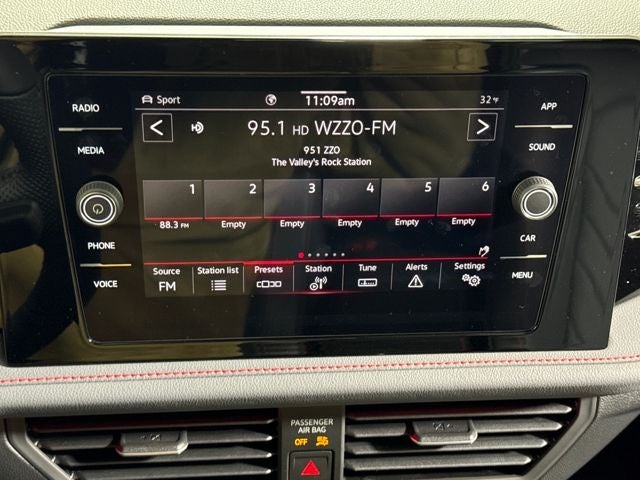 Sport
11:09am
32 °F
RADIO
MEDIA
PHONE
VOICE
95.1 HD WZZO-FM
951 ZZO
The Valley's Rock Station
1 2 3 4 5 6
88.3 FM Empty Empty Empty Empty Empty
Source Station list Presets Station Tune Alerts Settings
FM
APP
SOUND
CAR
MENU
PASSENGER
AIR BAG
OFF